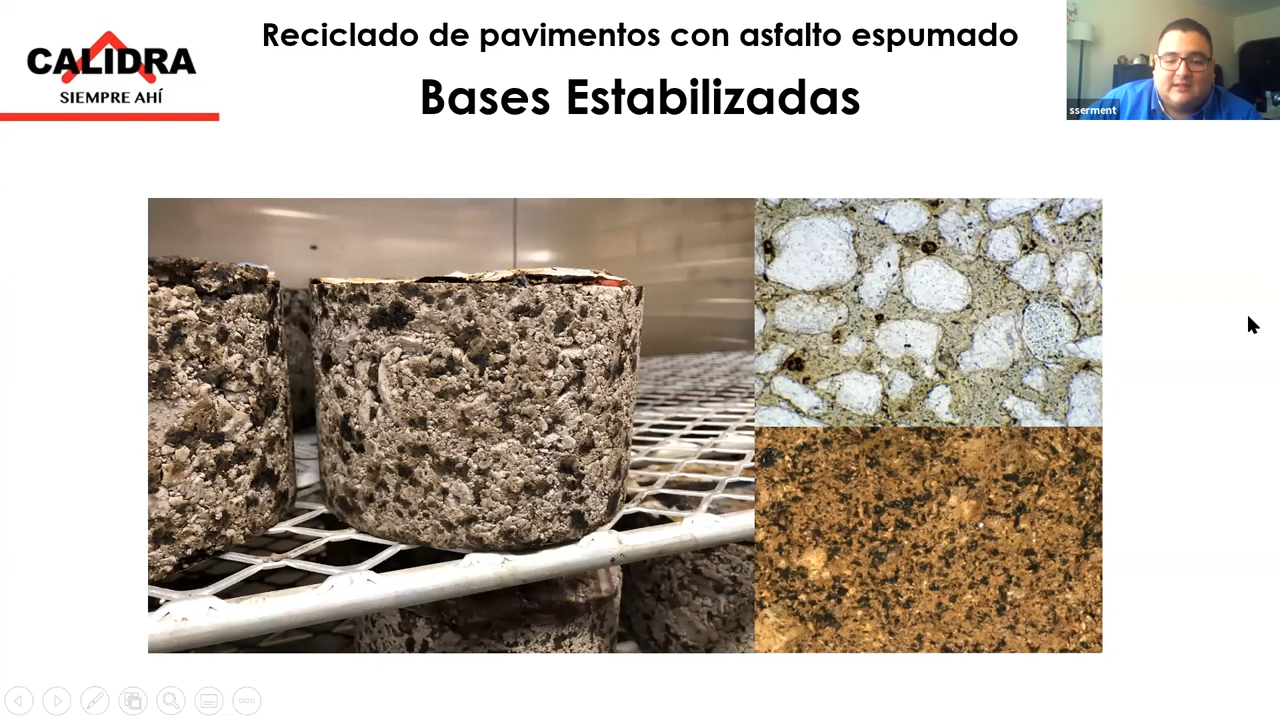 Reciclado de pavimentos con asfalto espumado
CALIDRA
SIEMPRE AHÍ
Bases Estabilizadas
sserment